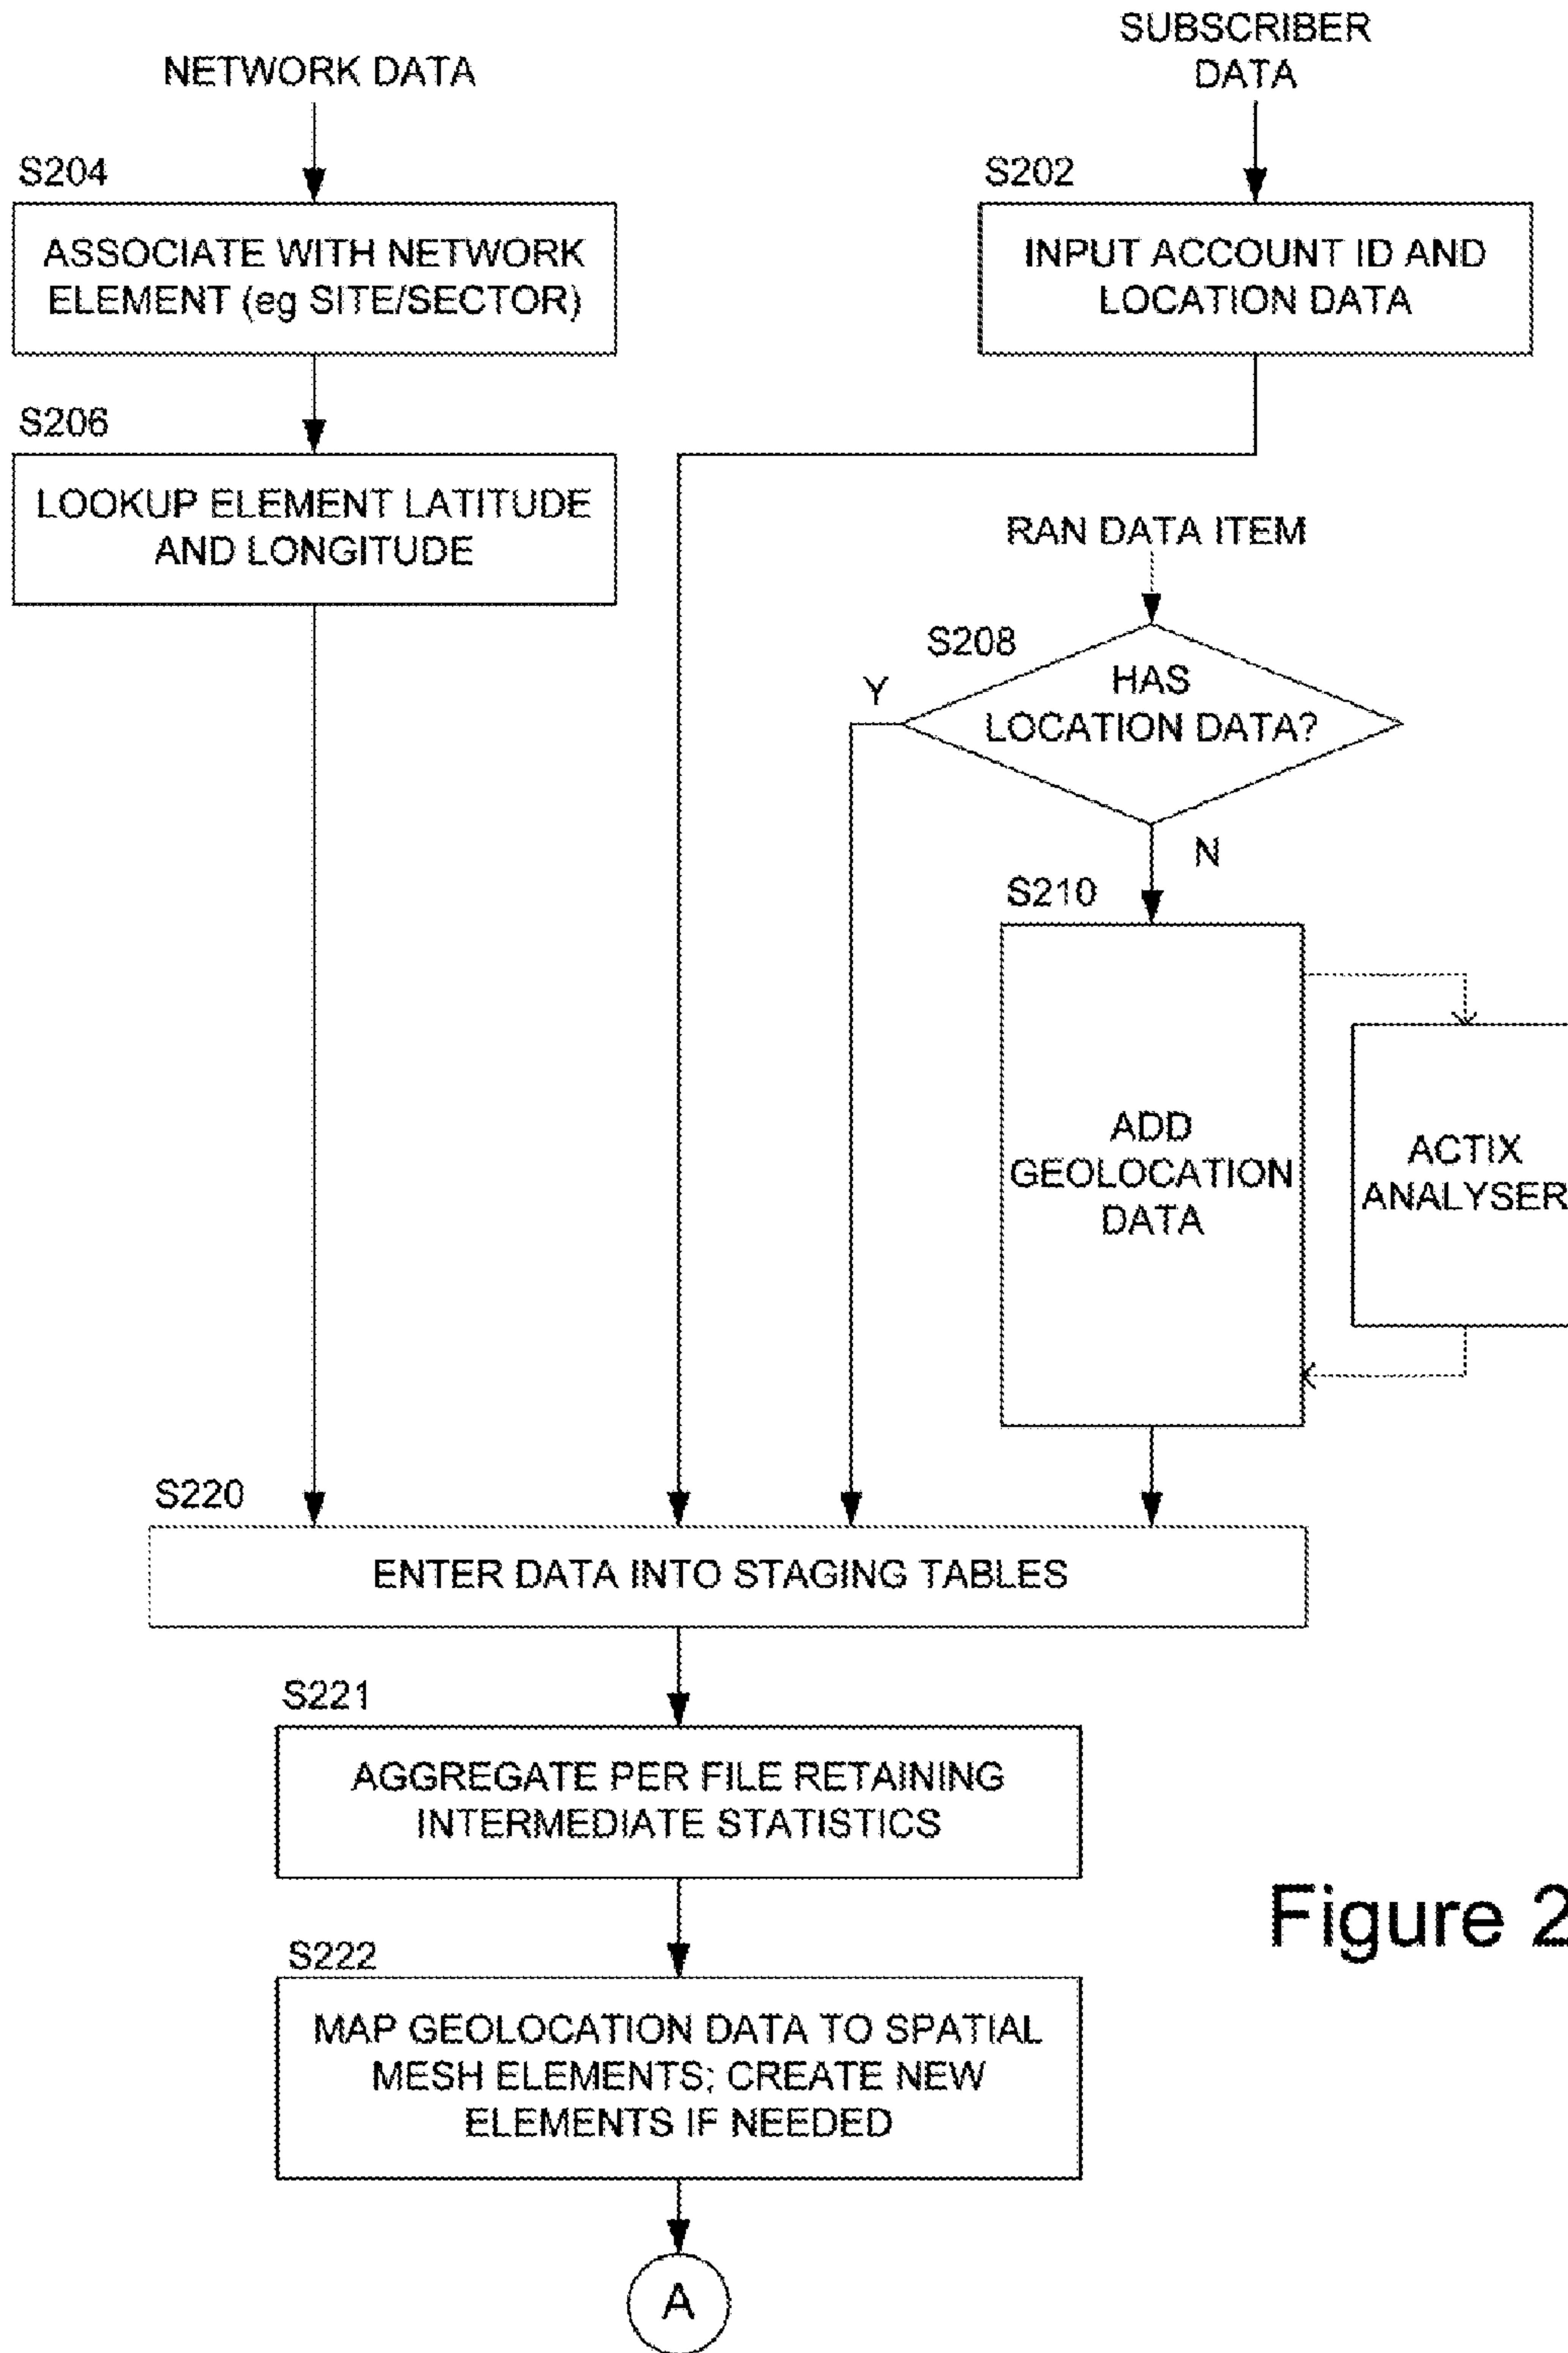 NETWORK DATA
SUBSCRIBER
DATA
S204
ASSOCIATE WITH NETWORK
ELEMENT (eg SITE/SECTOR)
S202
INPUT ACCOUNT ID AND
LOCATION DATA
S206
LOOKUP ELEMENT LATITUDE
AND LONGITUDE
RAN DATA ITEM
S208
HAS
LOCATION DATA?
Y
N
S210
ADD
GEOLOCATION
DATA
ACTIX
ANALYSER
S220
ENTER DATA INTO STAGING TABLES
S221
AGGREGATE PER FILE RETAINING
INTERMEDIATE STATISTICS
S222
MAP GEOLOCATION DATA TO SPATIAL
MESH ELEMENTS; CREATE NEW
ELEMENTS IF NEEDED
A
Figure 2